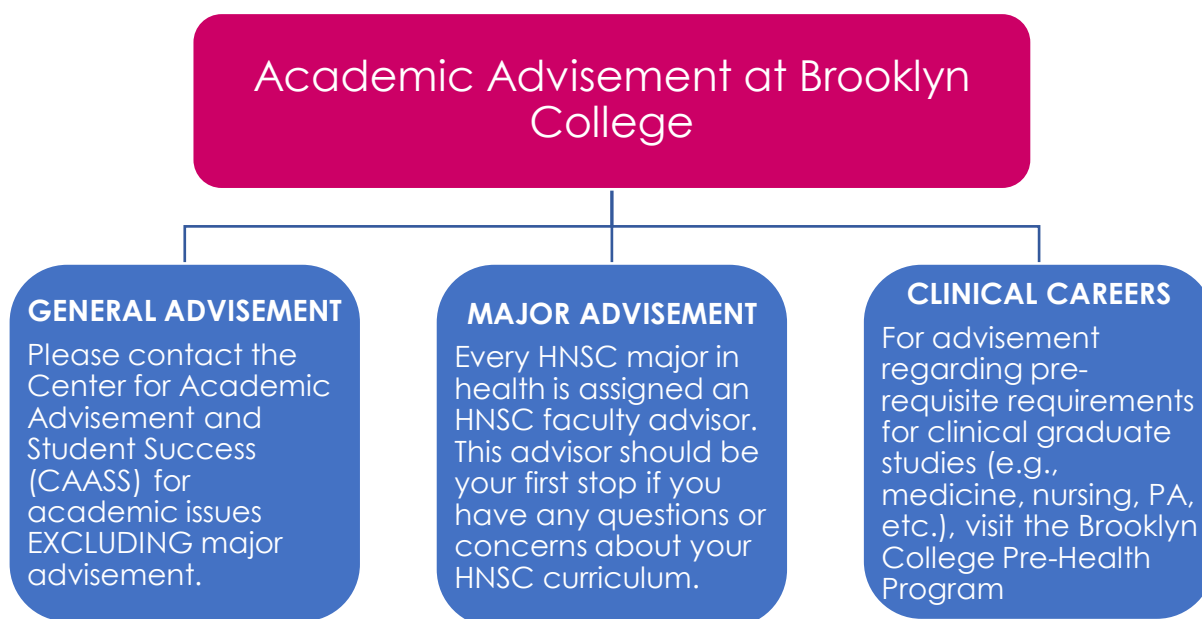 Academic Advisement at Brooklyn
College
GENERAL ADVISEMENT
Please contact the
Center for Academic
Advisement and
Student Success
(CAASS) for
academic issues
EXCLUDING major
advisement.
MAJOR ADVISEMENT
Every HNSC major in
health is assigned an
HNSC faculty advisor.
This advisor should be
your first stop if you
have any questions or
concerns about your
HNSC curriculum.
CLINICAL CAREERS
For advisement
regarding pre-
requisite requirements
for clinical graduate
studies (e.g.,
medicine, nursing, PA,
etc.), visit the Brooklyn
College Pre-Health
Program